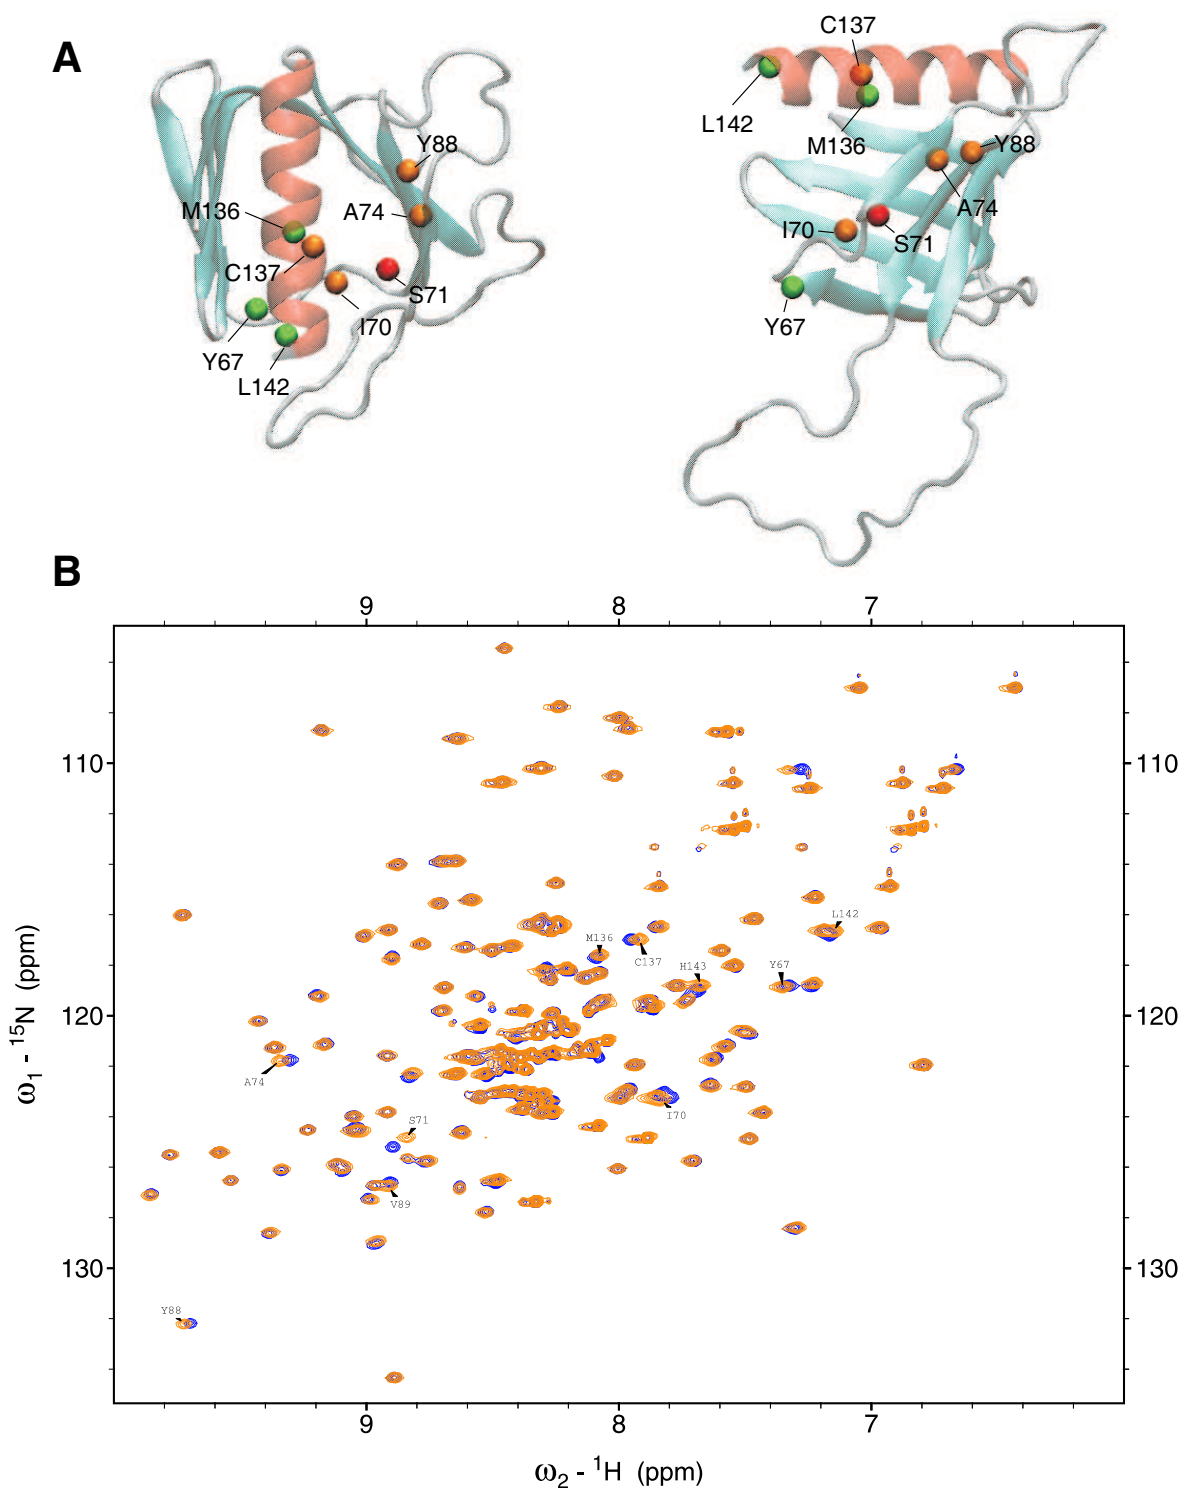 A
C137
L142
M136
Y88
A74
I70
S71
Y67
Y88
M136
A74
C137
S71
I70
Y67
L142
B
9 8 7
110 110
L142
M136
C137
H143
Y67
120 120
A74
S71
I70
V89
130 130
Y88
9 8 7
ω1 - 15N (ppm)
ω2 - 1H (ppm)